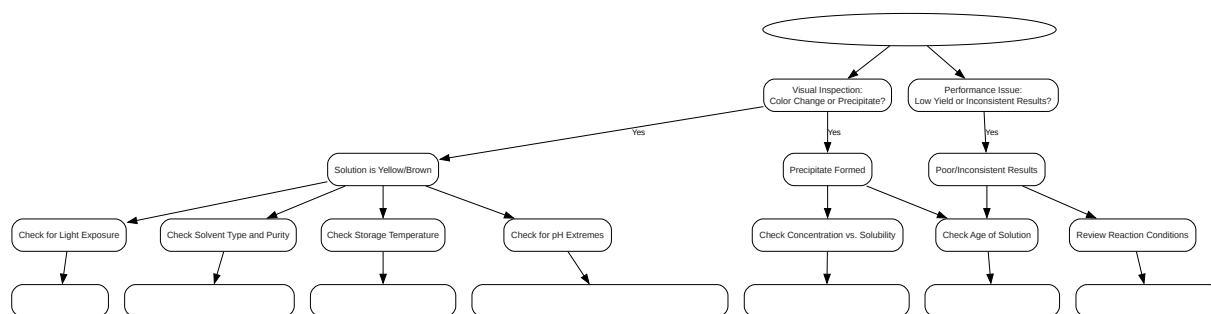 Visual Inspection:
Color Change or Precipitate?
Performance Issue:
Low Yield or Inconsistent Results?
Yes
Yes
Yes
Solution is Yellow/Brown
Precipitate Formed
Poor/Inconsistent Results
Check for Light Exposure
Check Solvent Type and Purity
Check Storage Temperature
Check for pH Extremes
Check Concentration vs. Solubility
Check Age of Solution
Review Reaction Conditions